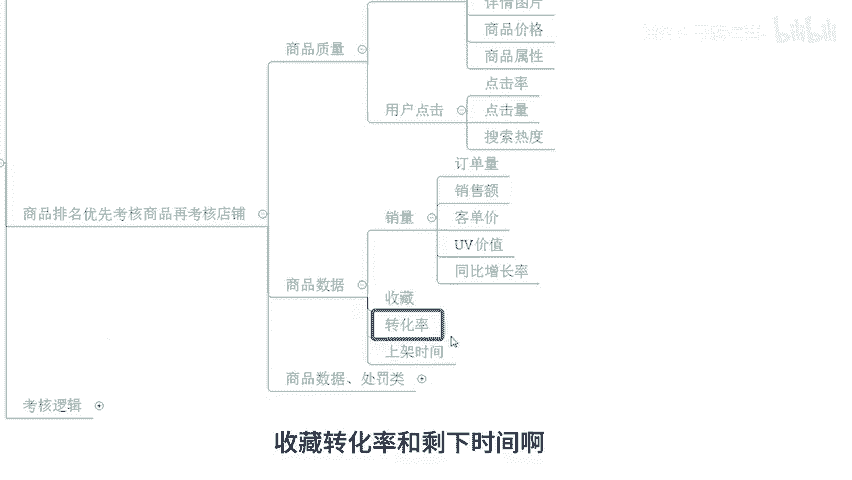 详情图片
商品价格
商品质量
商品属性
点击率
用户点击
点击量
搜索热度
订单量
销售额
商品排名优先考核商品再考核店铺
销量
客单价
UV价值
同比增长率
商品数据
收藏
转化率
上架时间
商品数据、处罚类
考核逻辑
收藏转化率和剩下时间啊
bilibili